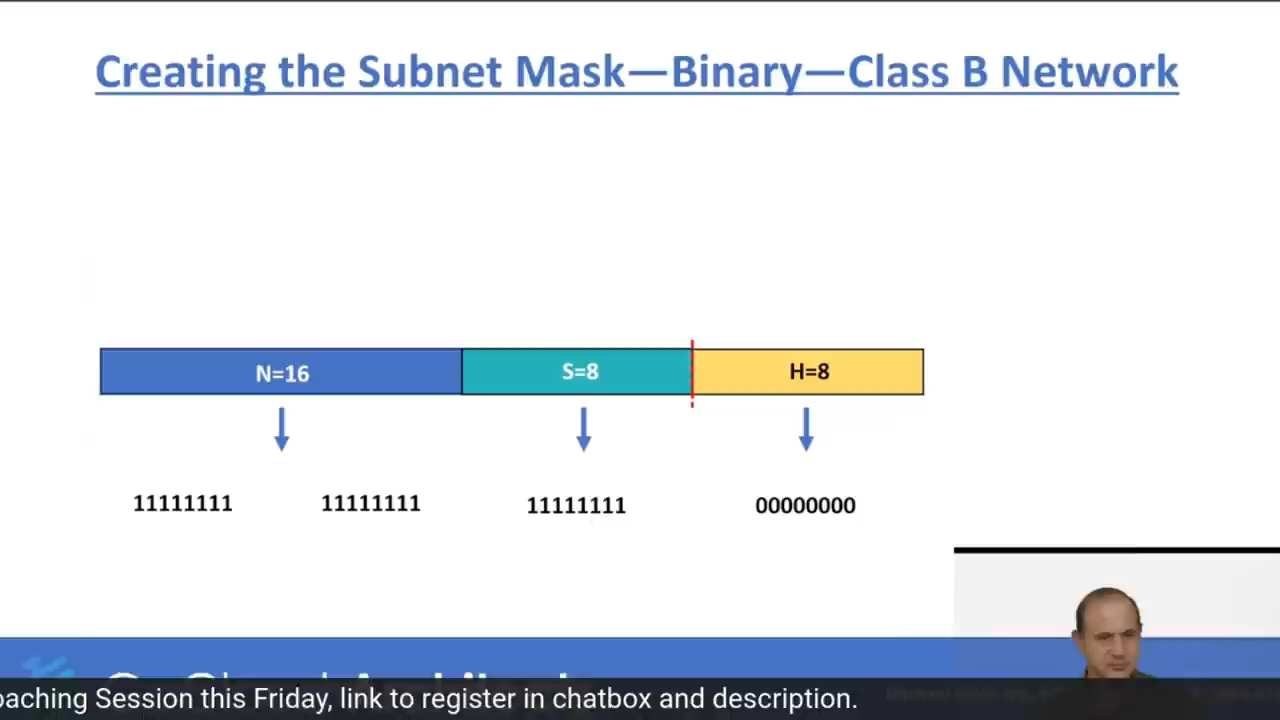 Creating the Subnet Mask—Binary—Class B Network
N=16 S=8 H=8
11111111 11111111 11111111 00000000
oaching Session this Friday, link to register in chatbox and description.